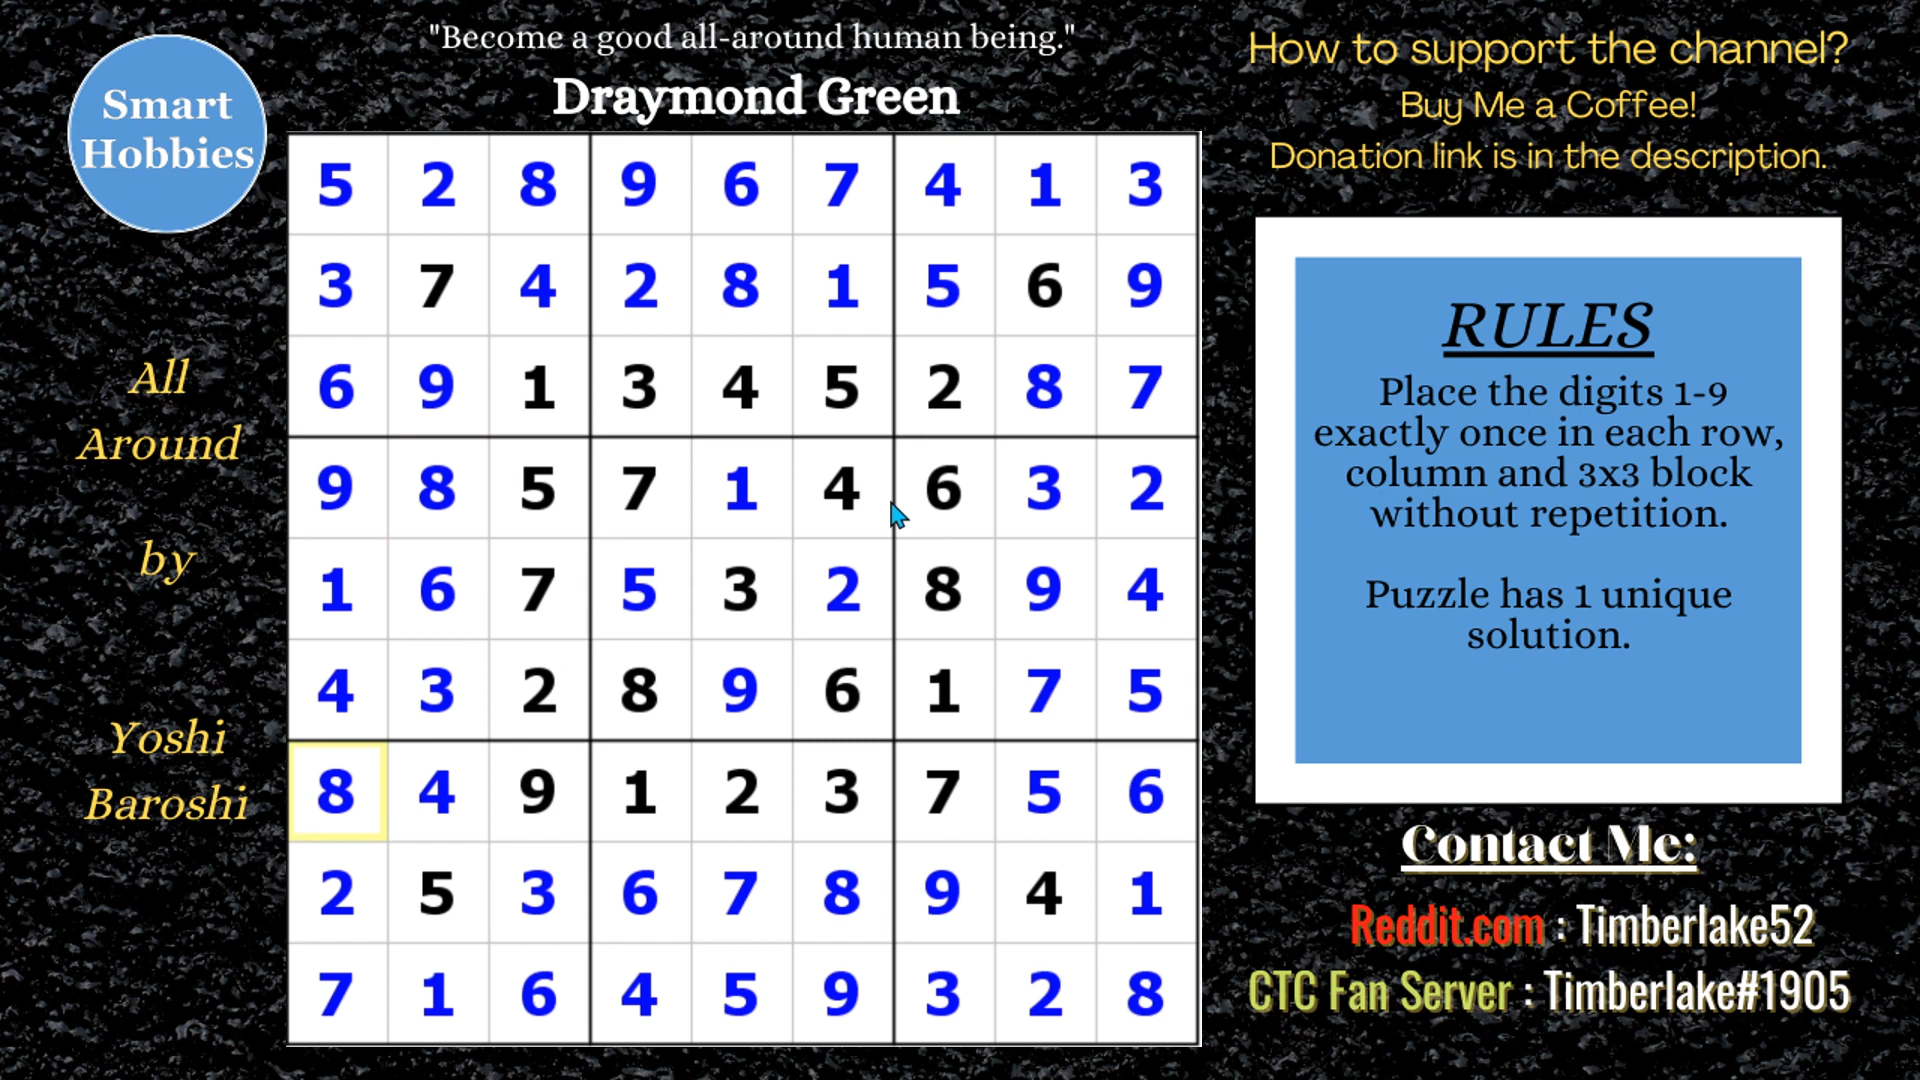 Smart
Hobbies
"Become a good all-around human being."
Draymond Green
How to support the channel?
Buy Me a Coffee!
Donation link is in the description.
All
Around
by
Yoshi
Baroshi
5 2 8 9 6 7 4 1 3
3 7 4 2 8 1 5 6 9
6 9 1 3 4 5 2 8 7
9 8 5 7 1 4 6 3 2
1 6 7 5 3 2 8 9 4
4 3 2 8 9 6 1 7 5
8 4 9 1 2 3 7 5 6
2 5 3 6 7 8 9 4 1
7 1 6 4 5 9 3 2 8
RULES
Place the digits 1-9
exactly once in each row,
column and 3x3 block
without repetition.
Puzzle has 1 unique
solution.
Contact Me:
Reddit.com : Timberlake52
CTC Fan Server : Timberlake#1905